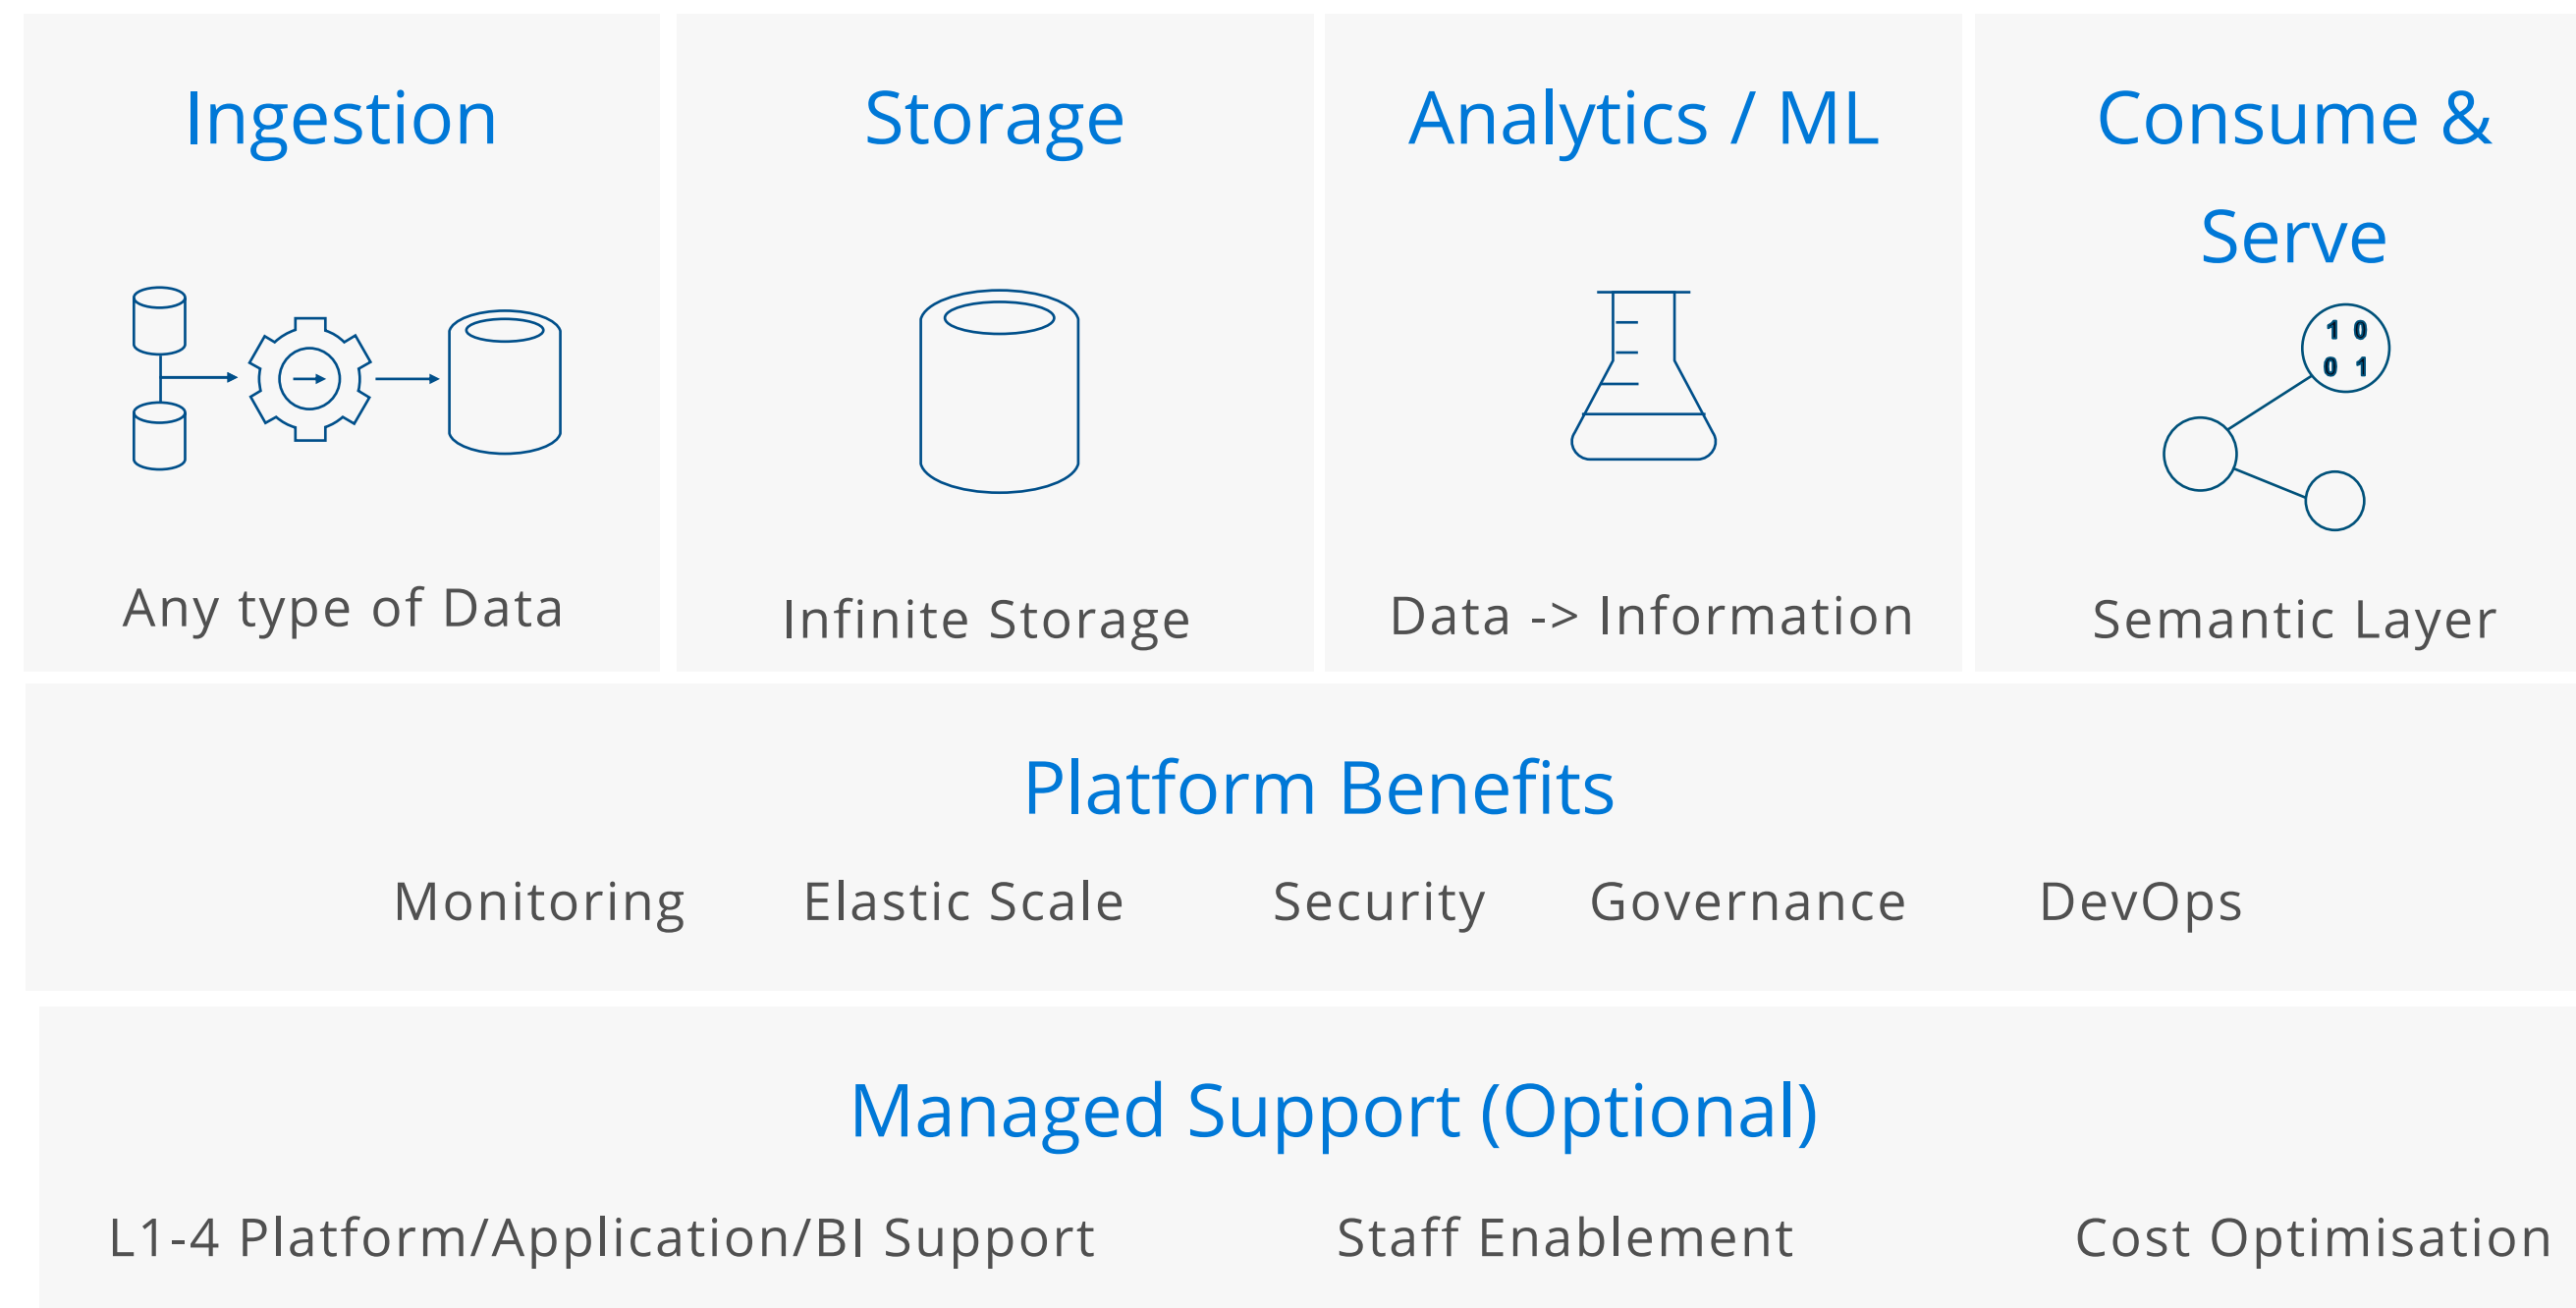 Ingestion
Storage
Analytics / ML
Consume &
Serve
1 0
0 1
Any type of Data
Infinite Storage
Data -> Information
Semantic Layer
Platform Benefits
Monitoring Elastic Scale Security Governance DevOps
Managed Support (Optional)
L1-4 Platform/Application/BI Support Staff Enablement Cost Optimisation